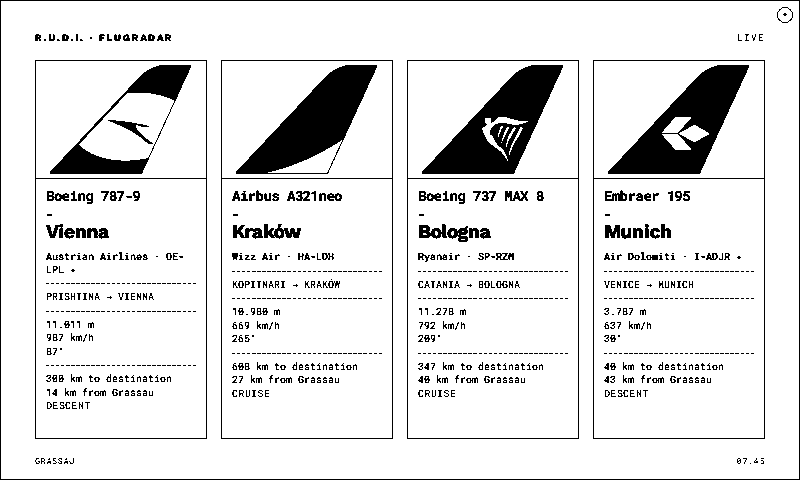 R.U.D.I. · FLUGRADAR
LIVE
Boeing 787-9
–
Vienna
Austrian Airlines · OE-
LPL ✦
PRISHTINA → VIENNA
11.011 m
987 km/h
87°
300 km to destination
14 km from Grassau
DESCENT
Airbus A321neo
–
Kraków
Wizz Air · HA-LDX
KOPITNARI → KRAKÓW
10.980 m
669 km/h
265°
608 km to destination
27 km from Grassau
CRUISE
Boeing 737 MAX 8
–
Bologna
Ryanair · SP-RZM
CATANIA → BOLOGNA
11.278 m
792 km/h
209°
347 km to destination
40 km from Grassau
CRUISE
Embraer 195
–
Munich
Air Dolomiti · I-ADJR ✦
VENICE → MUNICH
3.787 m
637 km/h
30°
40 km to destination
43 km from Grassau
DESCENT
GRASSAU
07.45